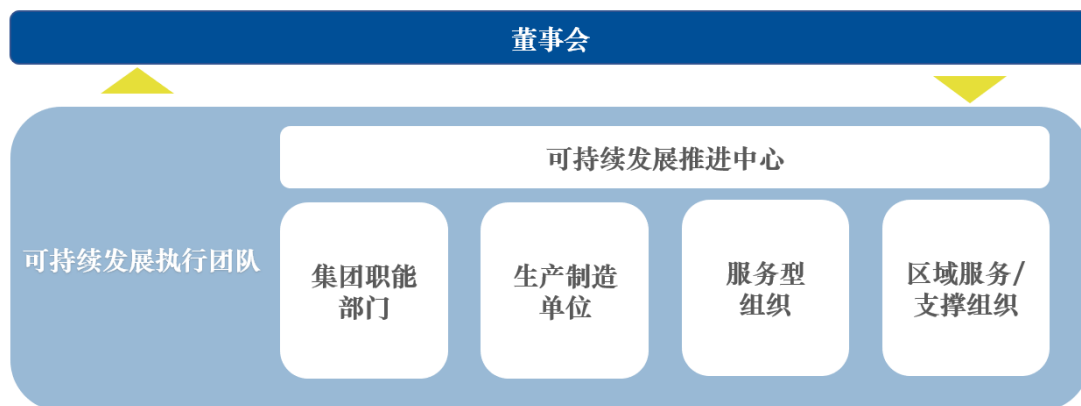 董事会
可持续发展推进中心
可持续发展执行团队
集团职能
部门
生产制造
单位
服务型
组织
区域服务/
支撑组织